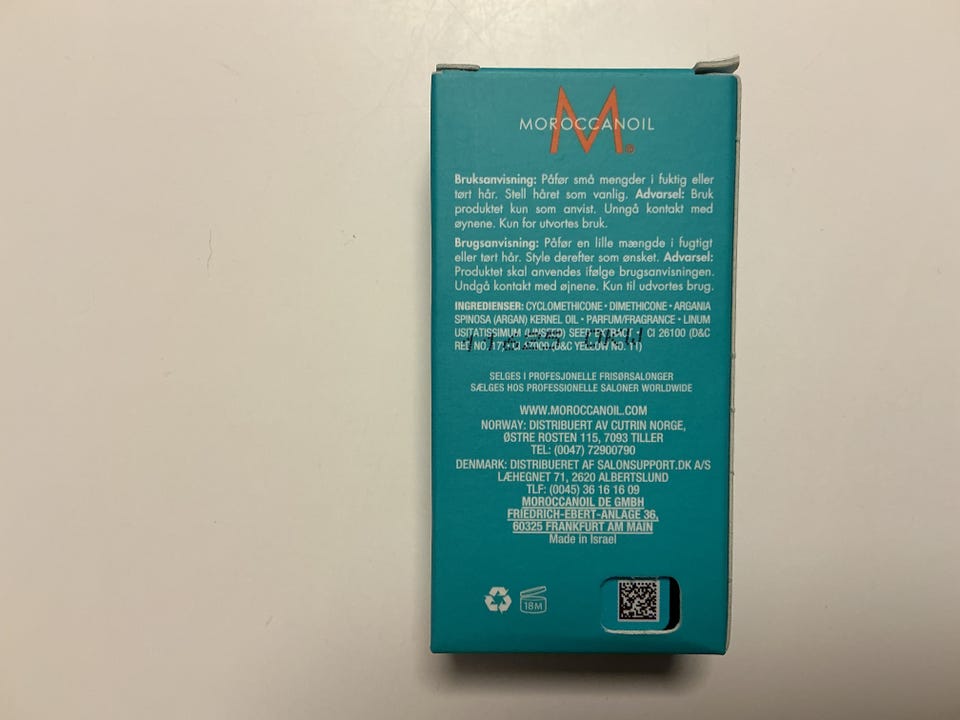 M
MOROCCANOIL
®
Bruksanvisning: Påfør små mengder i fuktig eller
tørt hår. Stell håret som vanlig. Advarsel: Bruk
produktet kun som anvist. Unngå kontakt med
øynene. Kun for utvortes bruk.
Brugsanvisning: Påfør en lille mængde i fugtigt
eller tørt hår. Style derefter som ønsket. Advarsel:
Produktet skal anvendes ifølge brugsanvisningen.
Undgå kontakt med øjnene. Kun til udvortes brug.
INGREDIENSER: CYCLOMETHICONE • DIMETHICONE • ARGANIA
SPINOSA (ARGAN) KERNEL OIL • PARFUM/FRAGRANCE • LINUM
USITATISSIMUM (LINSEED) SEED EXTRACT • CI 26100 (D&C
RED NO. 17) (D&C YELLOW NO. 11)
SELGES I PROFESJONELLE FRISØRSALONGER
SÆLGES HOS PROFESSIONELLE SALONER WORLDWIDE
WWW.MOROCCANOIL.COM
NORWAY: DISTRIBUERT AV CUTRIN NORGE,
ØSTRE ROSTEN 115, 7093 TILLER
TEL: (0047) 72900790
DENMARK: DISTRIBUERET AF SALONSUPPORT.DK A/S
LÆHEGNET 71, 2620 ALBERTSLUND
TLF: (0045) 36 16 16 09
MOROCCANOIL DE GMBH
FRIEDRICH-EBERT-ANLAGE 36,
60325 FRANKFURT AM MAIN
Made in Israel
18M